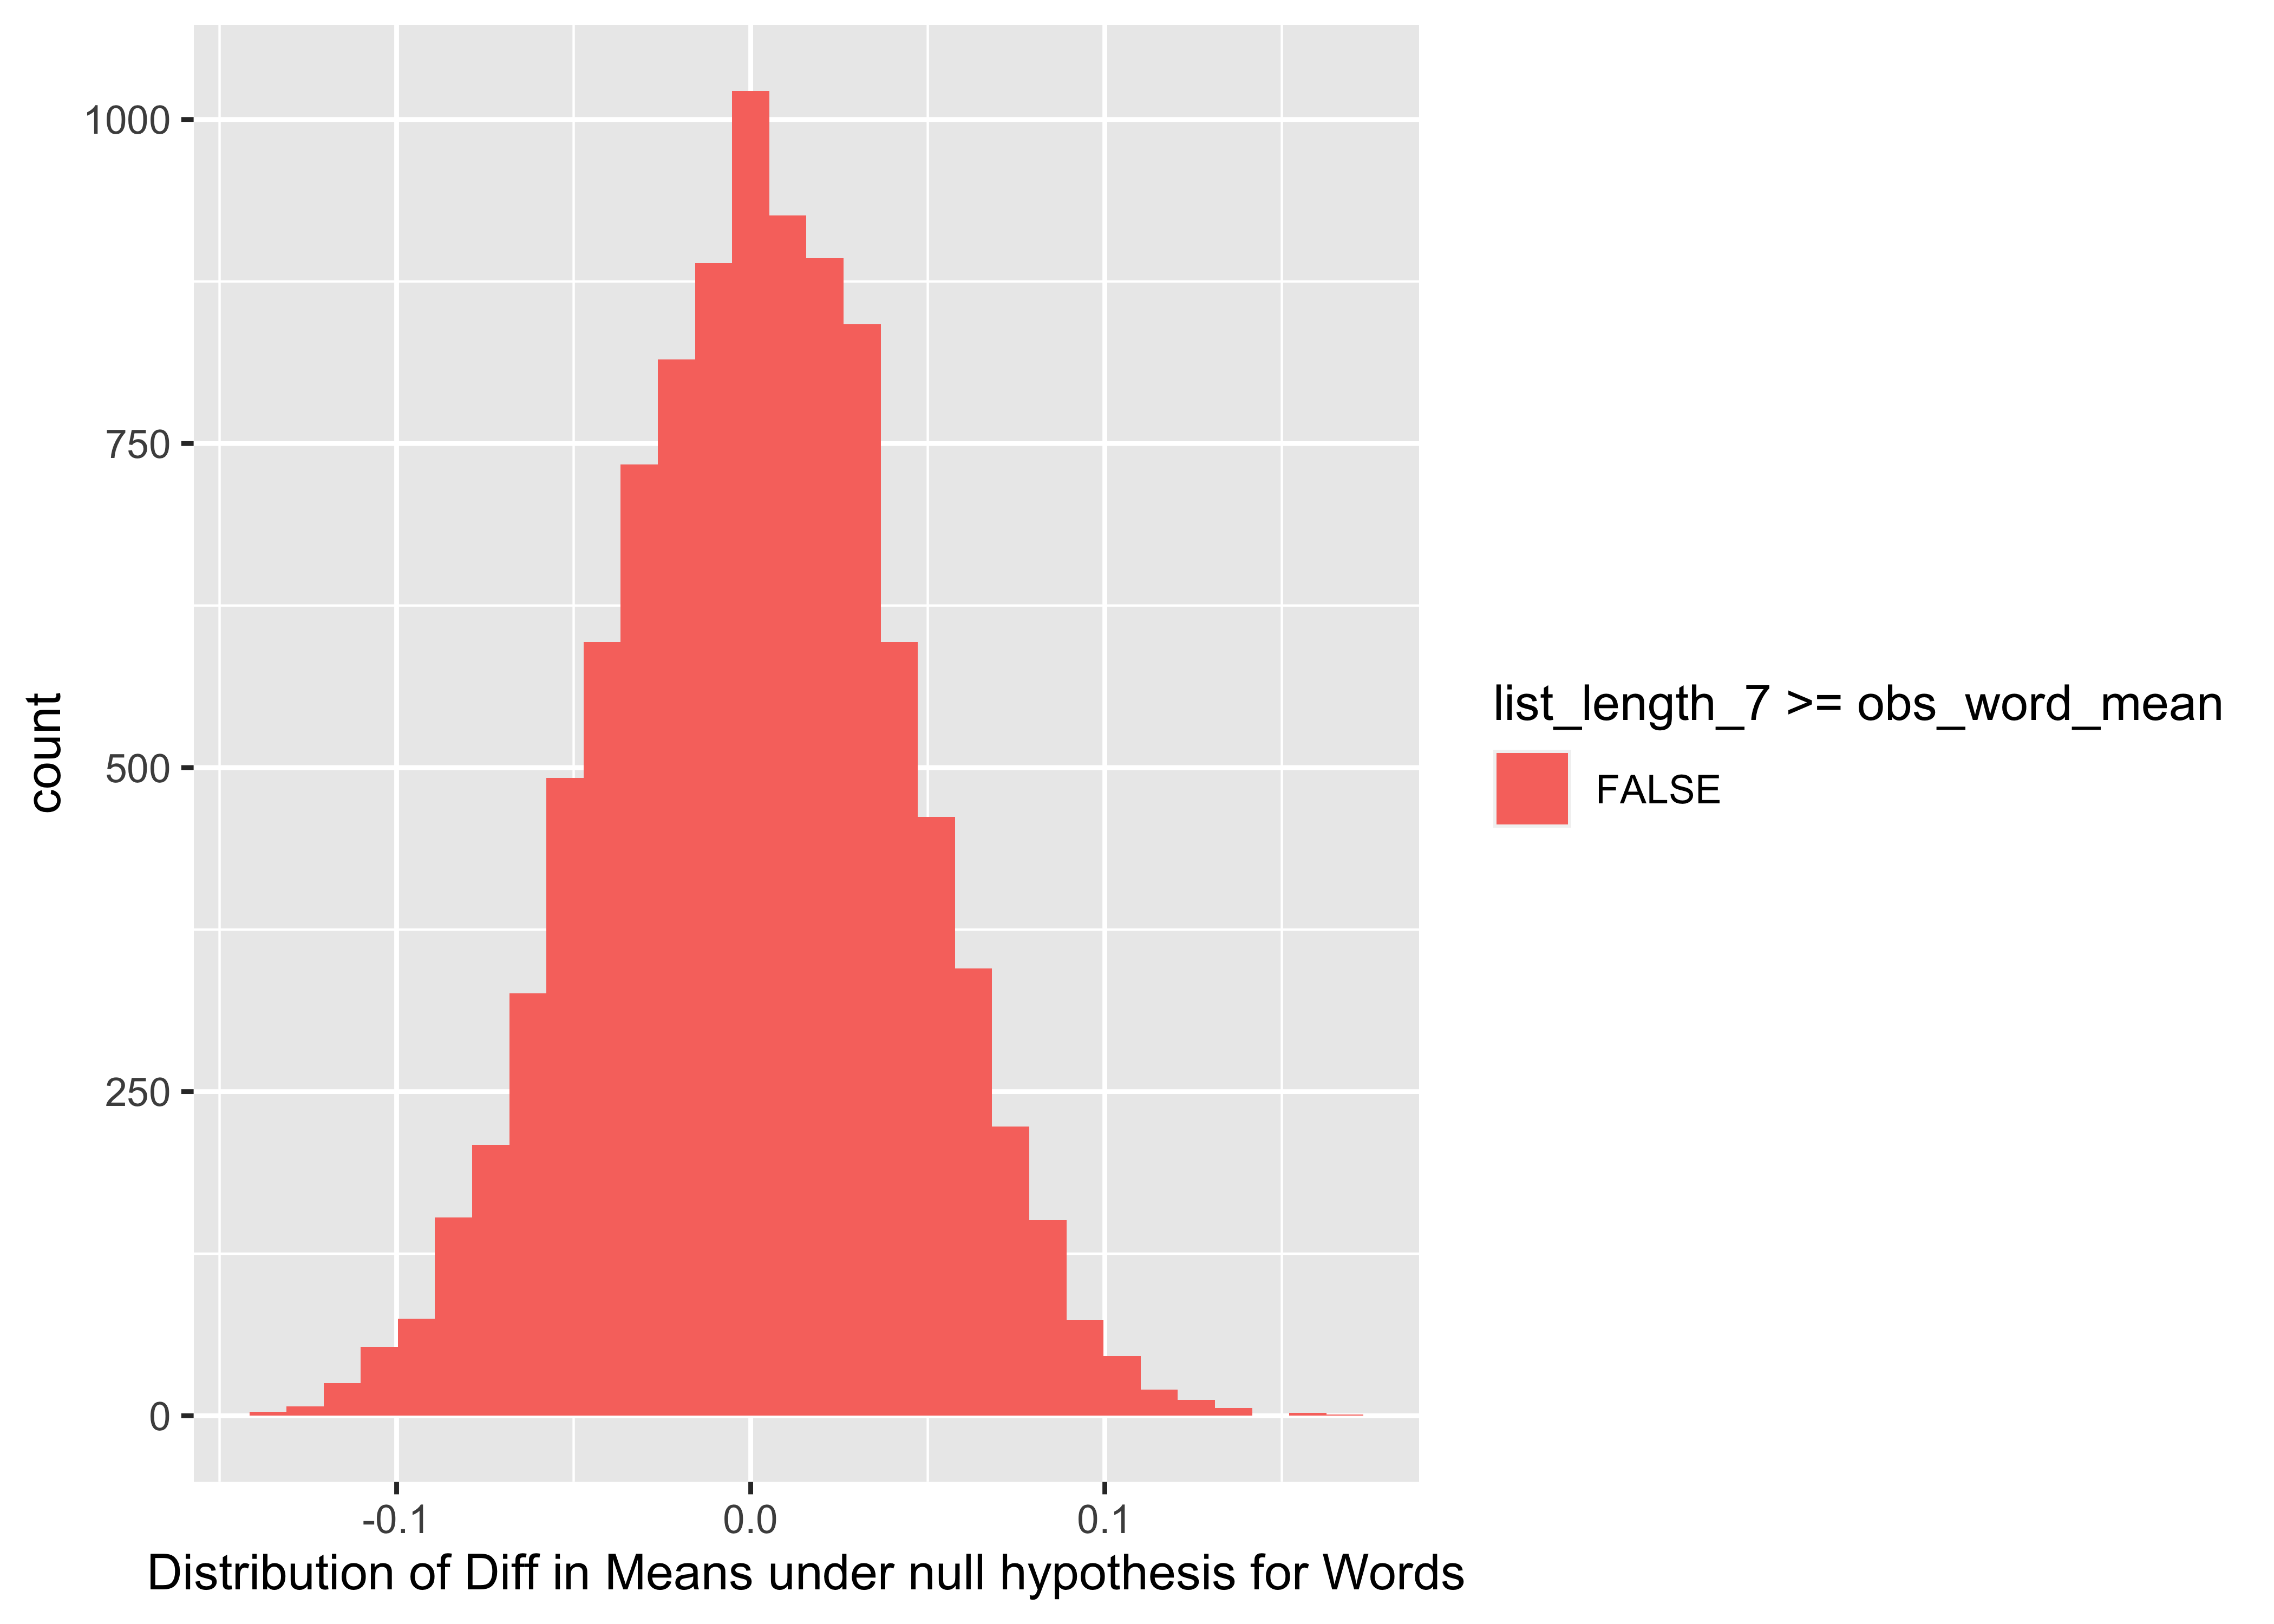 1000
750
500
250
0
count
-0.1
0.0
0.1
Distribution of Diff in Means under null hypothesis for Words
list_length_7 >= obs_word_mean
FALSE